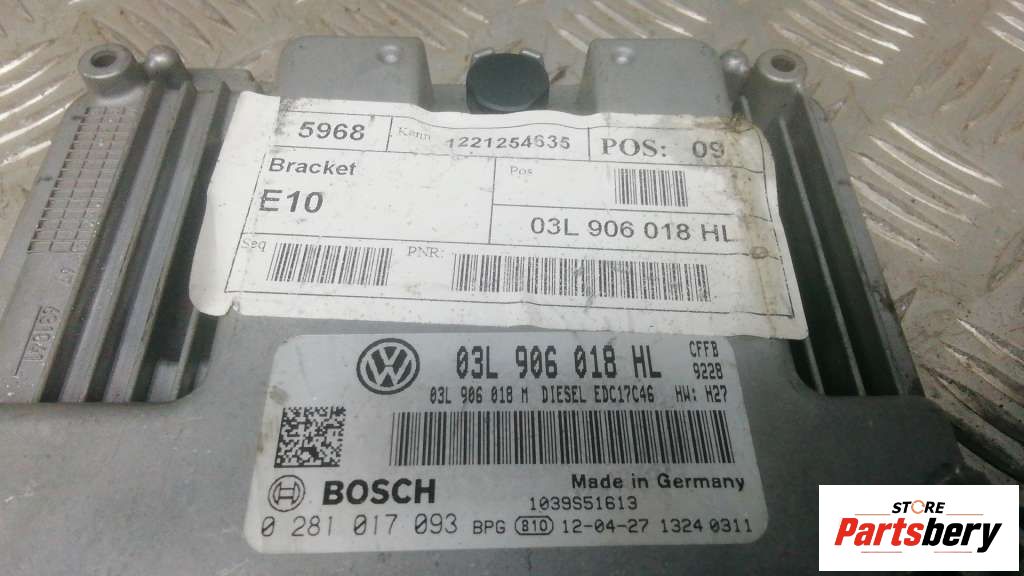 5968 Kenn 1221254635 POS: 09
Bracket
Pos
E10
03L 906 018 HL
Seq PNR:
03L 906 018 HL CFFB
922B
03L 906 018 M DIESEL EDC17C46 HW: H27
Made in Germany
BOSCH 1039S51613
0 281 017 093 BPG 810 12-04-27 1324 0311
STORE
Partsbery